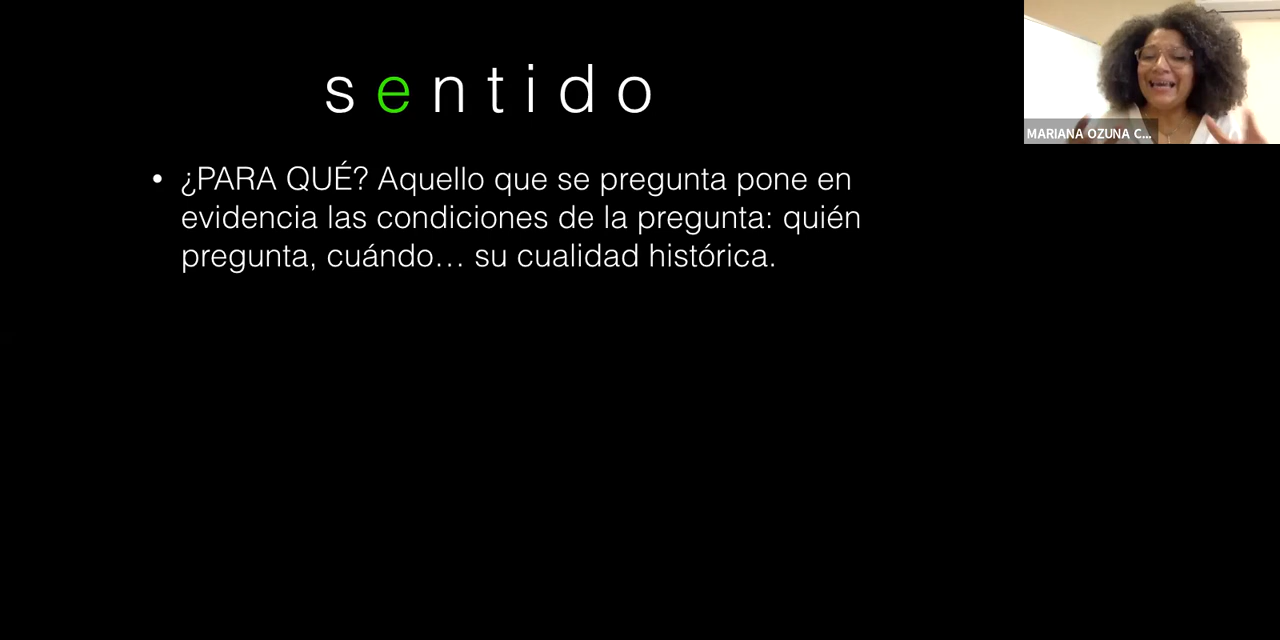 sentido
• ¿PARA QUÉ? Aquello que se pregunta pone en
evidencia las condiciones de la pregunta: quién
pregunta, cuándo… su cualidad histórica.
MARIANA OZUNA C...